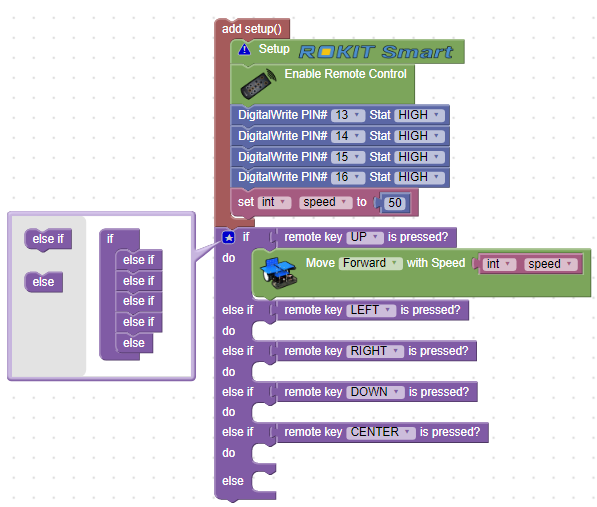 add setup()
Setup ROKIT Smart
Enable Remote Control
DigitalWrite PIN# 13 Stat HIGH
DigitalWrite PIN# 14 Stat HIGH
DigitalWrite PIN# 15 Stat HIGH
DigitalWrite PIN# 16 Stat HIGH
set int speed to 50
else if
else
if
else if
else if
else if
else if
else
if remote key UP is pressed?
do Move Forward with Speed int speed
else if remote key LEFT is pressed?
do
else if remote key RIGHT is pressed?
do
else if remote key DOWN is pressed?
do
else if remote key CENTER is pressed?
do
else